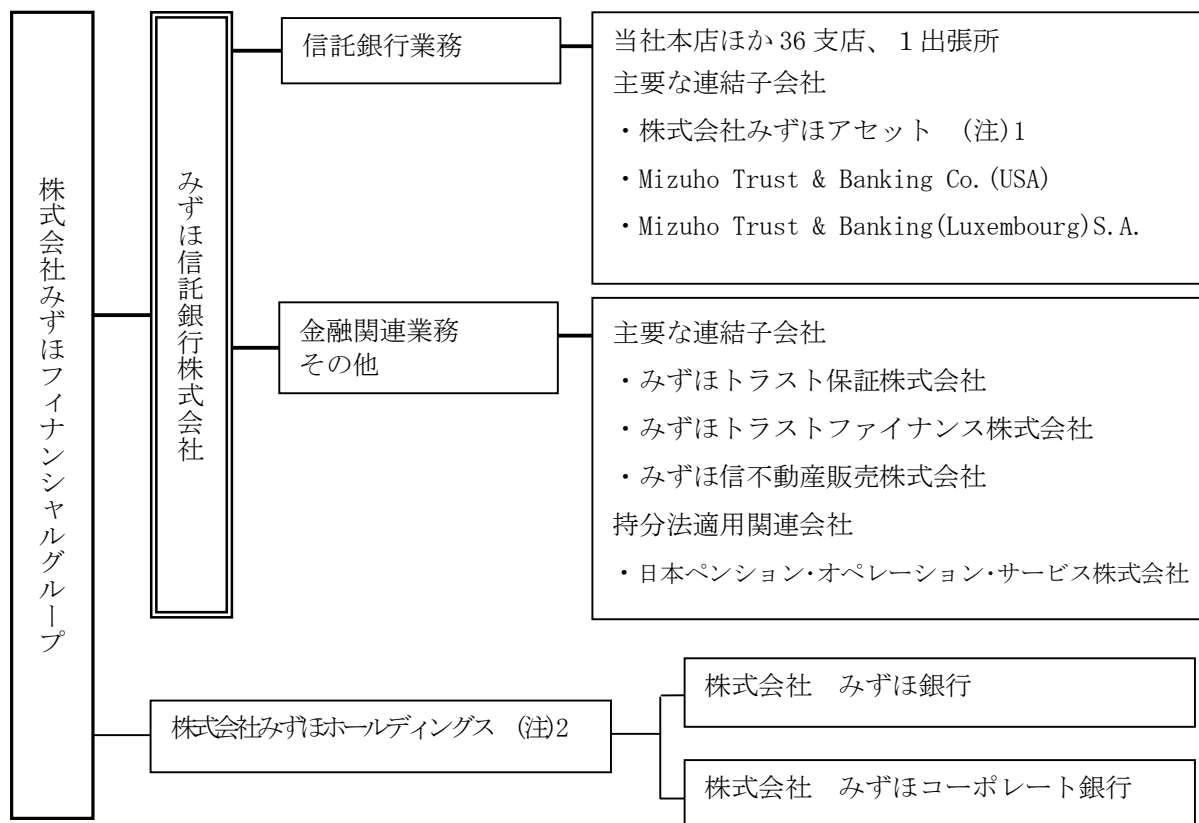 株式会社みずほフィナンシャルグループ
みずほ信託銀行株式会社
信託銀行業務
当社本店ほか 36 支店、1 出張所
主要な連結子会社
・株式会社みずほアセット (注)1
・Mizuho Trust & Banking Co.(USA)
・Mizuho Trust & Banking(Luxembourg)S.A.
金融関連業務
その他
主要な連結子会社
・みずほトラスト保証株式会社
・みずほトラストファイナンス株式会社
・みずほ信不動産販売株式会社
持分法適用関連会社
・日本ペンション・オペレーション・サービス株式会社
株式会社みずほホールディングス (注)2
株式会社 みずほ銀行
株式会社 みずほコーポレート銀行